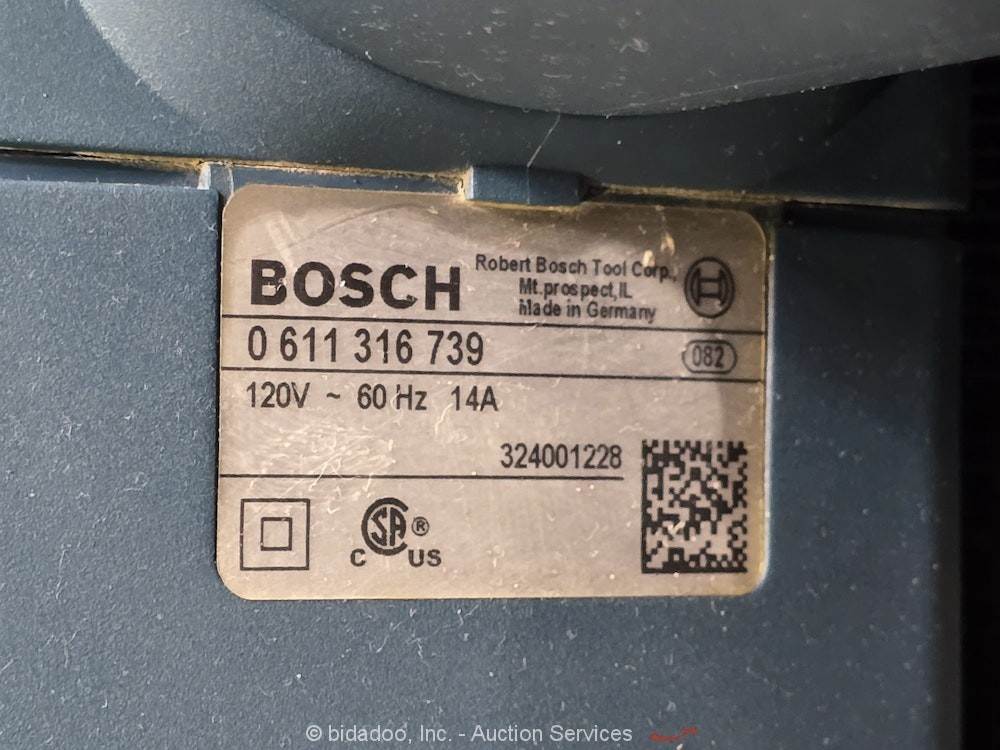 BOSCH
Robert Bosch Tool Corp.,
Mt.prospect,IL
Made in Germany
0 611 316 739
082
120V ~ 60 Hz 14A
324001228
CSA ®
C US
© bidadoo, Inc. - Auction Services